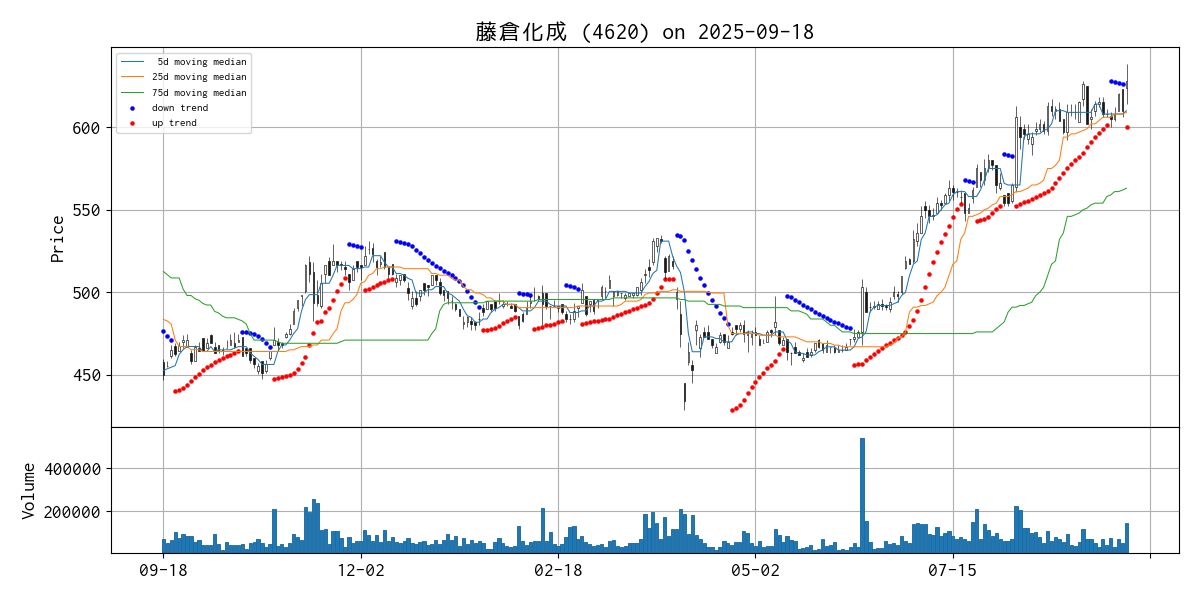 藤倉化成 (4620) on 2025-09-18
5d moving median
25d moving median
75d moving median
down trend
up trend
Price
600
550
500
450
Volume
400000
200000
09-18
12-02
02-18
05-02
07-15